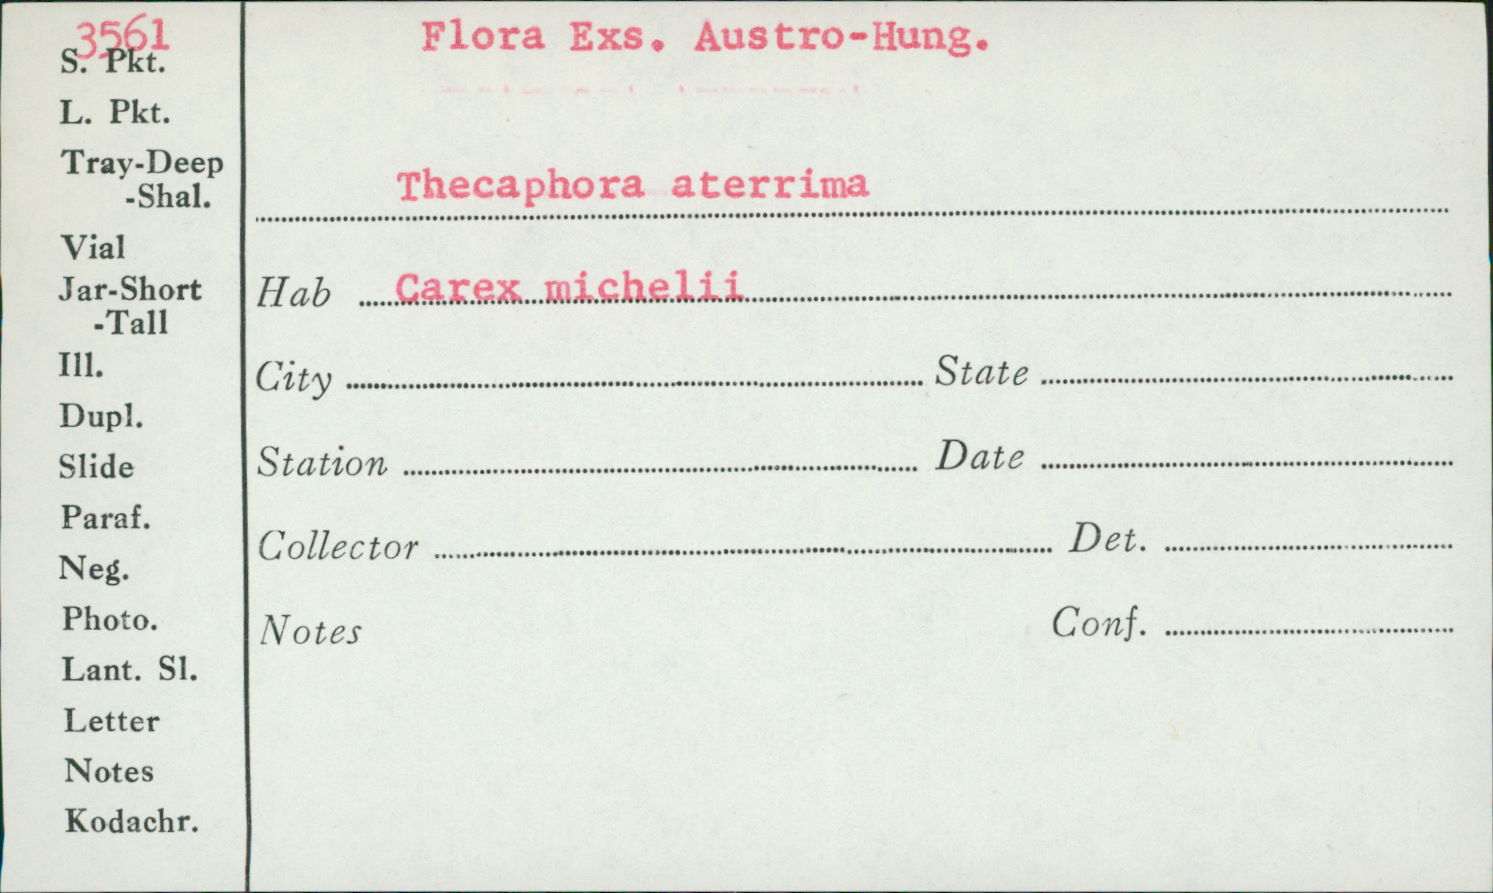 3561
S. Pkt.
L. Pkt.
Tray-Deep
-Shal.
Vial
Jar-Short
-Tall
Ill.
Dupl.
Slide
Paraf.
Neg.
Photo.
Lant. Sl.
Letter
Notes
Kodachr.
Flora Exs. Austro-Hung.
Thecaphora aterrima
Hab Carex michelii
City State
Station Date
Collector Det.
Notes Conf.